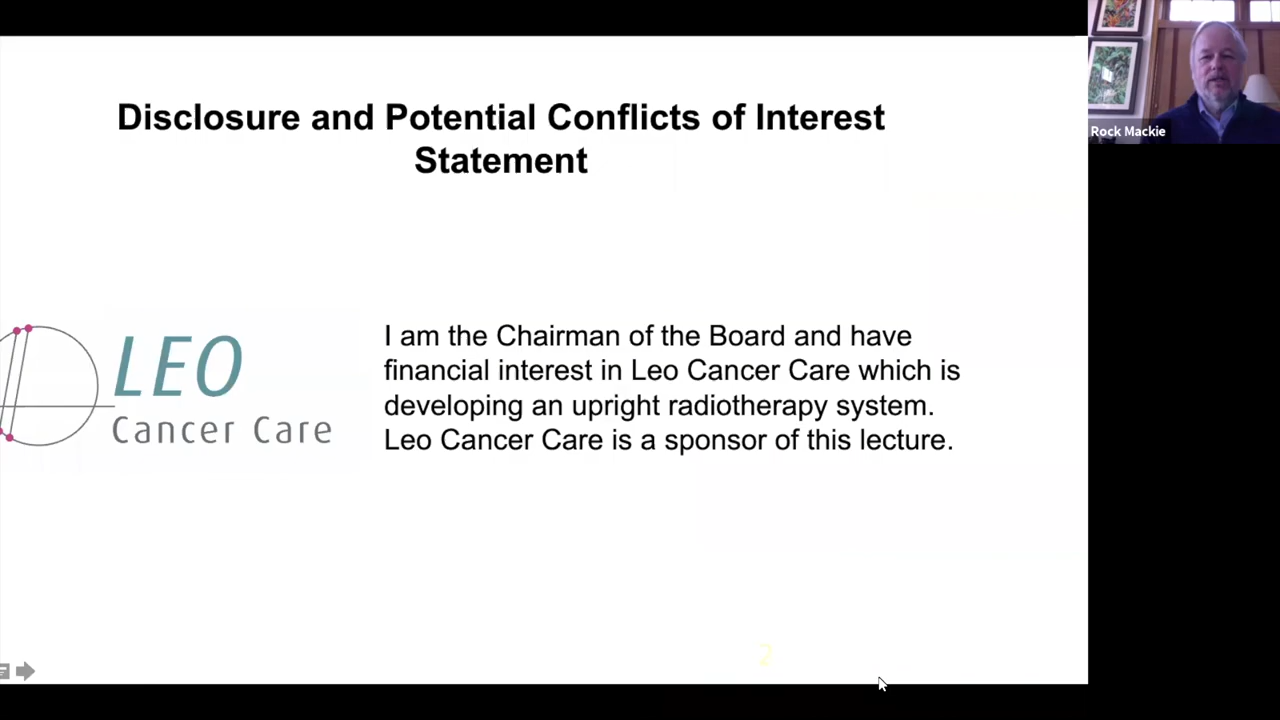 Disclosure and Potential Conflicts of Interest
Statement
LEO
Cancer Care
I am the Chairman of the Board and have
financial interest in Leo Cancer Care which is
developing an upright radiotherapy system.
Leo Cancer Care is a sponsor of this lecture.
2
Rock Mackie